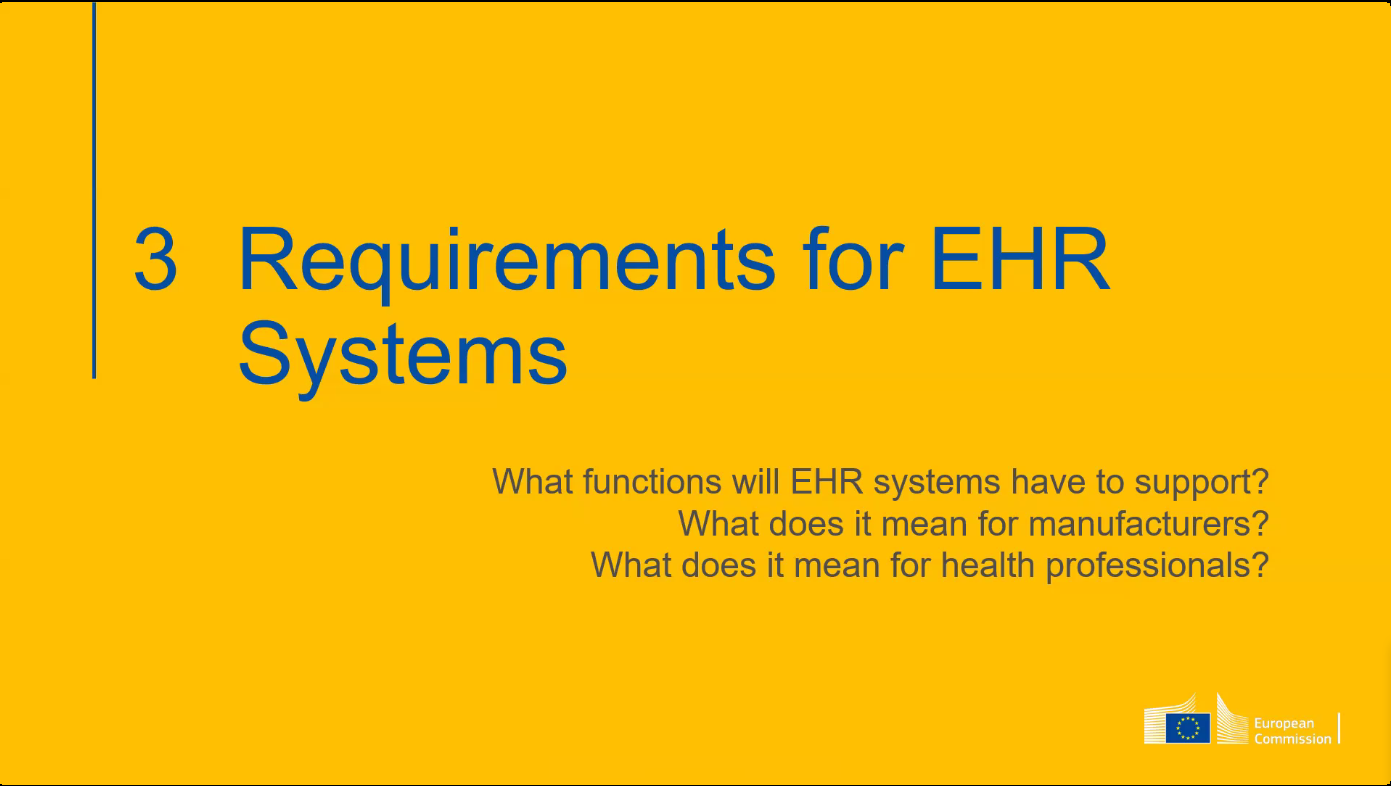 3 Requirements for EHR
Systems
What functions will EHR systems have to support?
What does it mean for manufacturers?
What does it mean for health professionals?
European
Commission